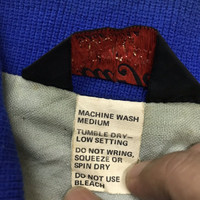 MACHINE WASH
MEDIUM
TUMBLE DRY—
LOW SETTING
DO NOT WRING,
SQUEEZE OR
SPIN DRY
DO NOT USE
BLEACH